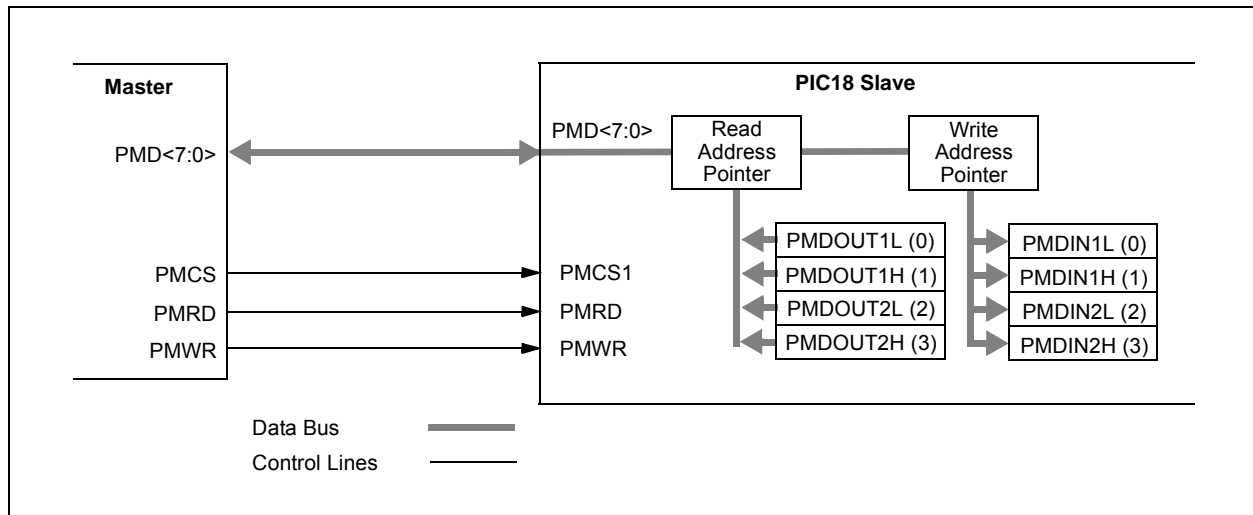 Master
PIC18 Slave
PMD<7:0>
PMD<7:0>
Read
Address
Pointer
Write
Address
Pointer
PMDOUT1L (0)
PMDOUT1H (1)
PMDOUT2L (2)
PMDOUT2H (3)
PMDIN1L (0)
PMDIN1H (1)
PMDIN2L (2)
PMDIN2H (3)
PMCS
PMCS1
PMRD
PMRD
PMWR
PMWR
Data Bus
Control Lines